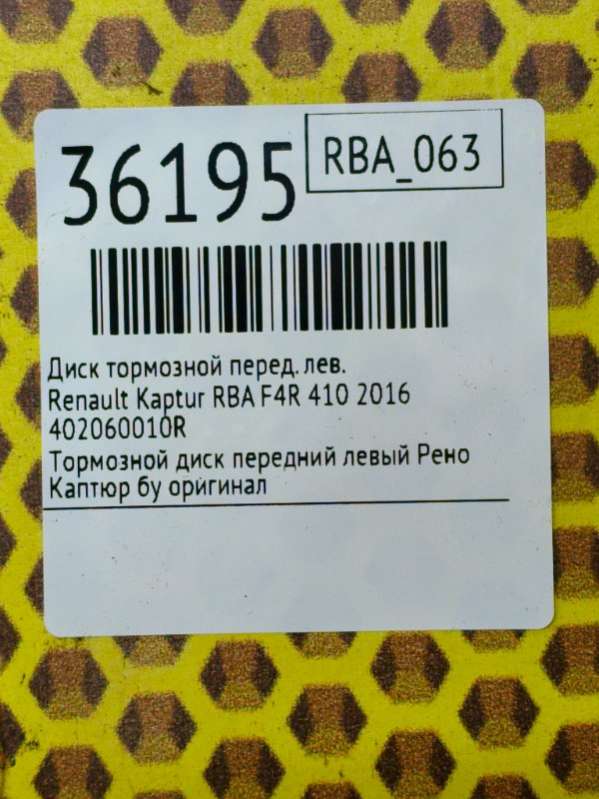 36195
RBA_063
Диск тормозной перед. лев.
Renault Kaptur RBA F4R 410 2016
402060010R
Тормозной диск передний левый Рено
Каптюр бу оригинал